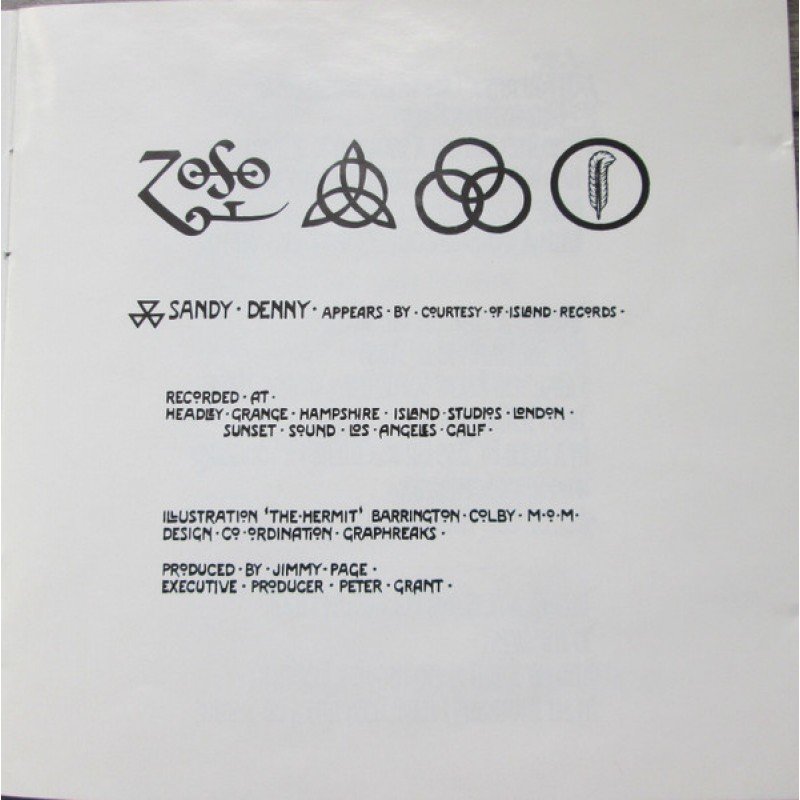 ZOSO
SANDY · DENNY · APPEARS · BY · COURTESY · OF · ISLAND · RECORDS ·
RECORDED · AT ·
HEADLEY · GRANGE · HAMPSHIRE · ISLAND · STUDIOS · LONDON ·
SUNSET · SOUND · LOS · ANGELES · CALIF ·
ILLUSTRATION 'THE · HERMIT' BARRINGTON · COLBY · M · O · M ·
DESIGN · CO · ORDINATION · GRAPHREAKS ·
PRODUCED · BY · JIMMY · PAGE ·
EXECUTIVE · PRODUCER · PETER · GRANT ·